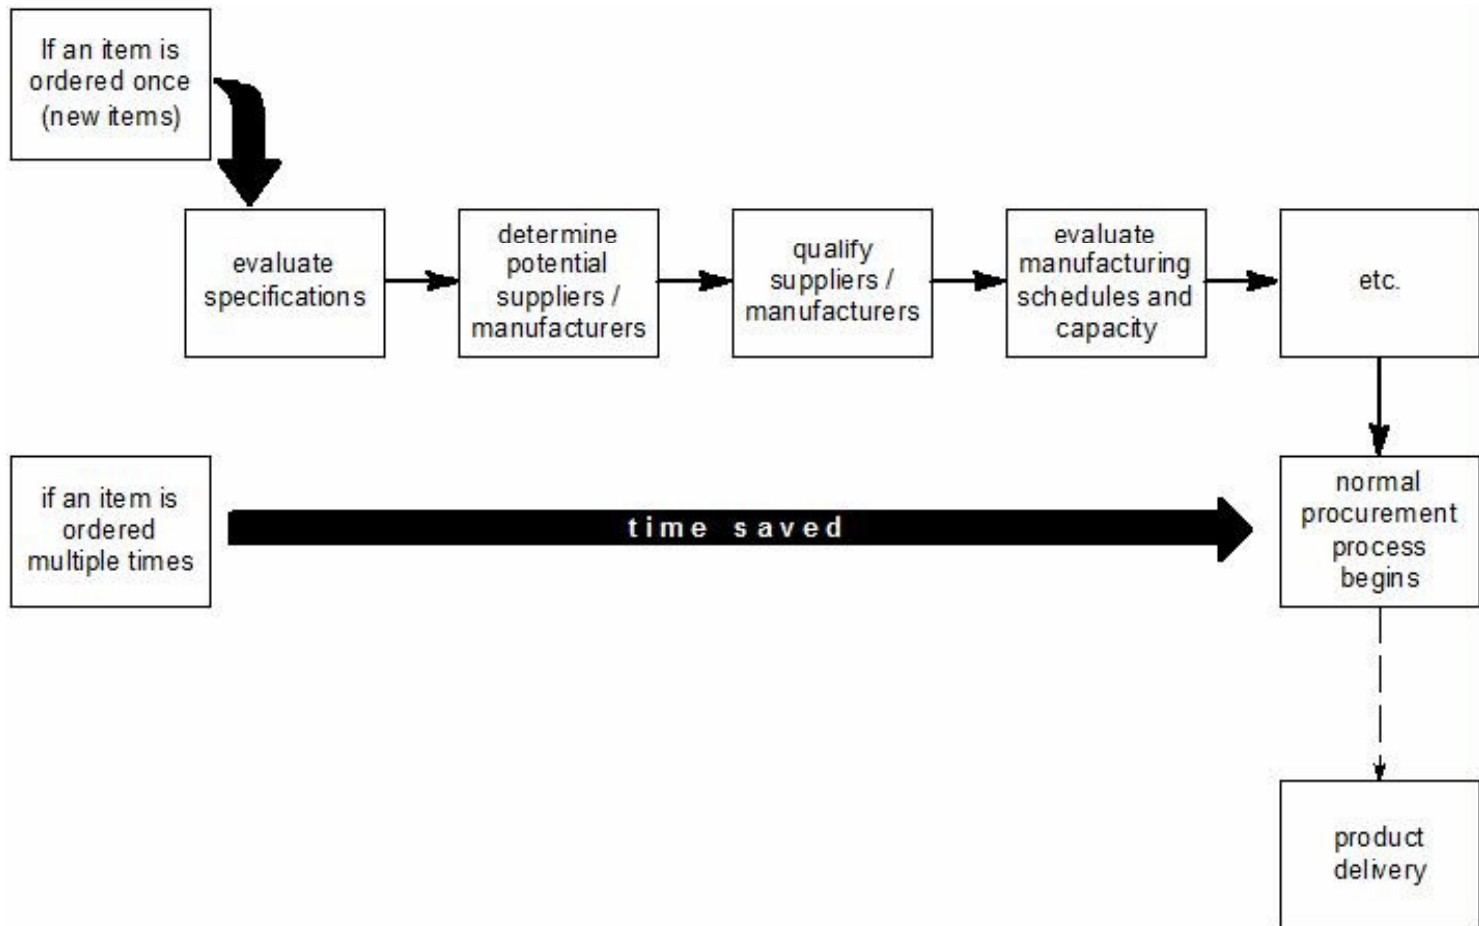 If an item is
ordered once
(new items)
evaluate
specifications
determine
potential
suppliers /
manufacturers
qualify
suppliers /
manufacturers
evaluate
manufacturing
schedules and
capacity
etc.
if an item is
ordered
multiple times
time saved
normal
procurement
process
begins
product
delivery